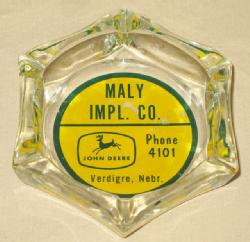 MALY
IMPL. CO.
JOHN DEERE
Phone
4101
Verdigre, Nebr.